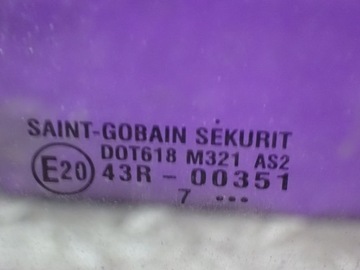 SAINT-GOBAIN SEKURIT
DOT618 M321 AS2
E20 43R - 00351
7 •••